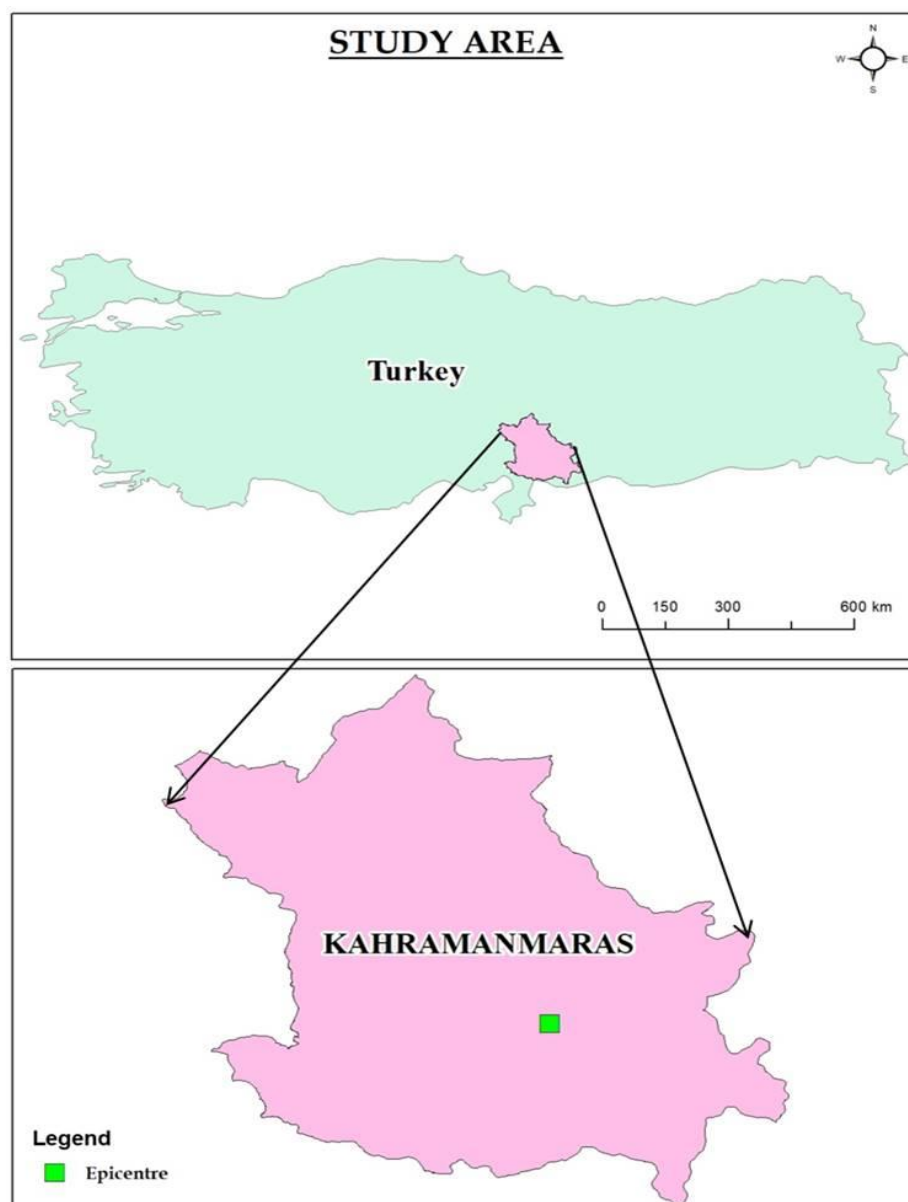 STUDY AREA
N
W E
S
Turkey
0 150 300 600 km
KAHRAMANMARAS
Legend
Epicentre